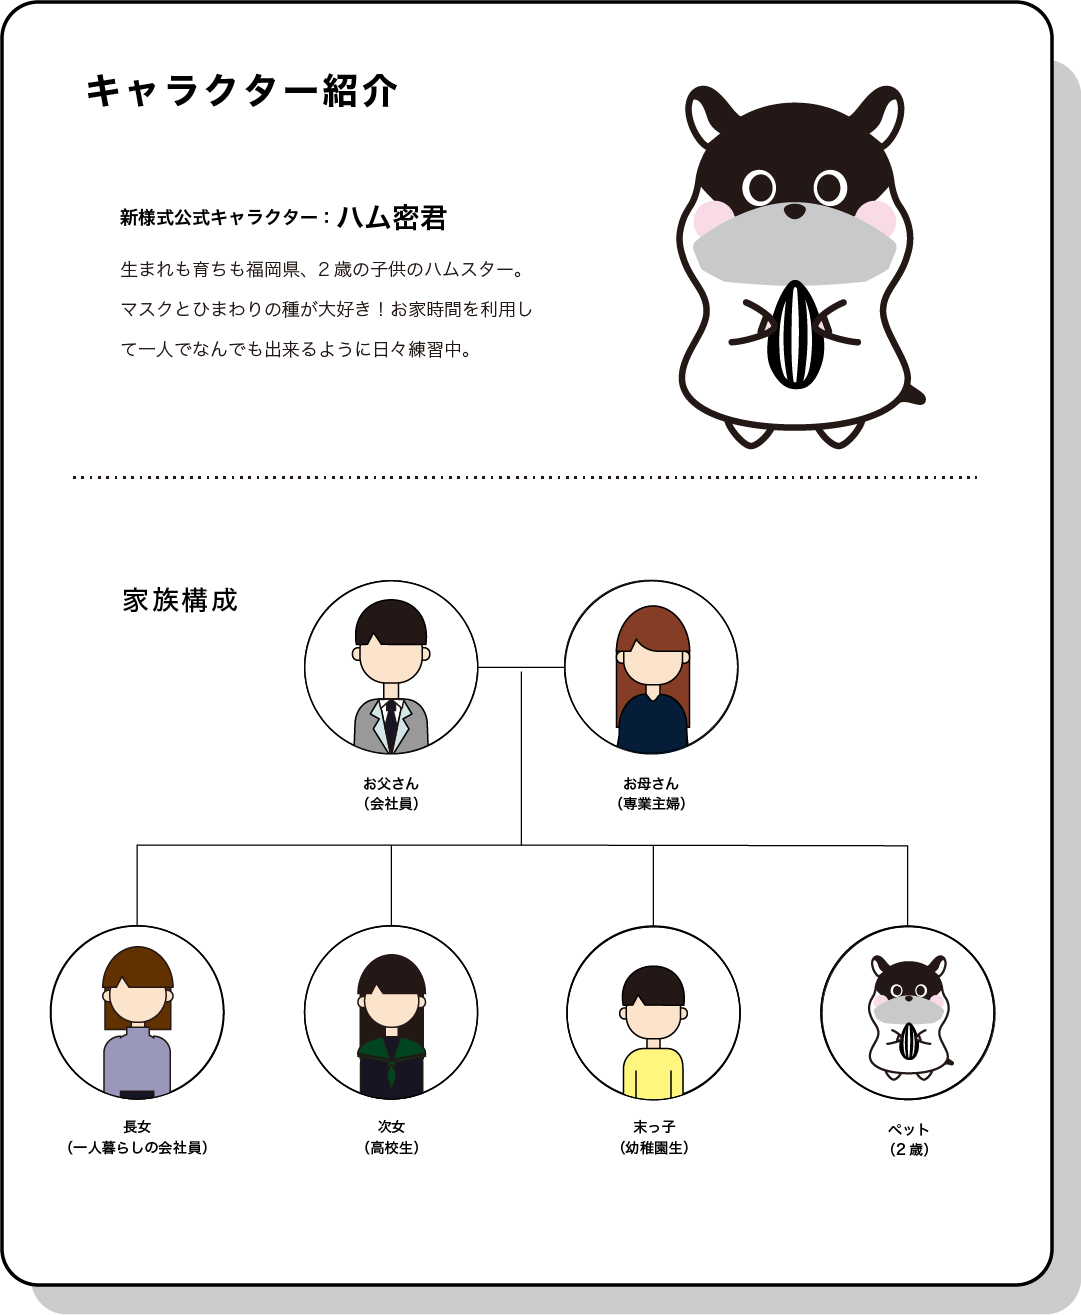 キャラクター紹介
新様式公式キャラクター：ハム密君
生まれも育ちも福岡県、2歳の子供のハムスター。
マスクとひまわりの種が大好き！お家時間を利用し
て一人でなんでも出来るように日々練習中。
家族構成
お父さん
（会社員）
お母さん
（専業主婦）
長女
（一人暮らしの会社員）
次女
（高校生）
末っ子
（幼稚園生）
ペット
（2歳）